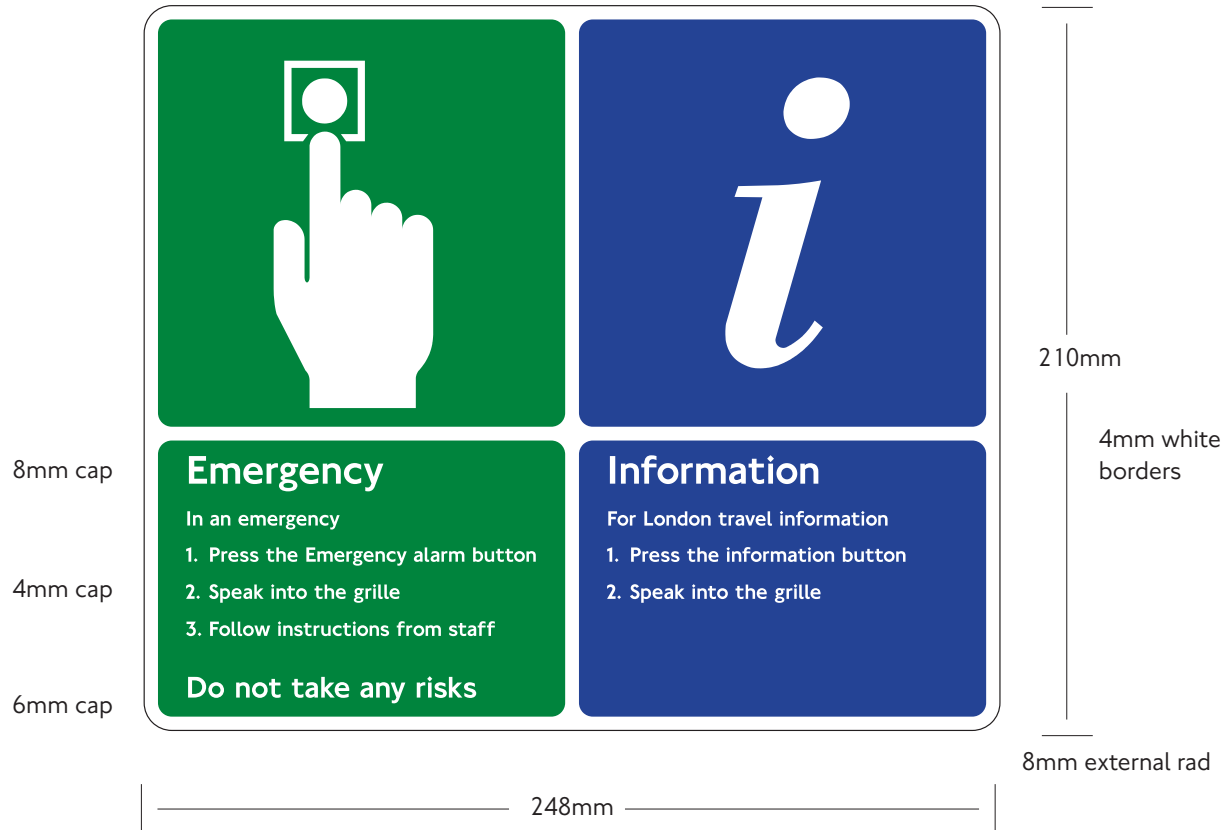 Emergency
In an emergency
1. Press the Emergency alarm button
2. Speak into the grille
3. Follow instructions from staff
Do not take any risks
i
Information
For London travel information
1. Press the information button
2. Speak into the grille
8mm cap
4mm cap
6mm cap
210mm
4mm white
borders
8mm external rad
248mm